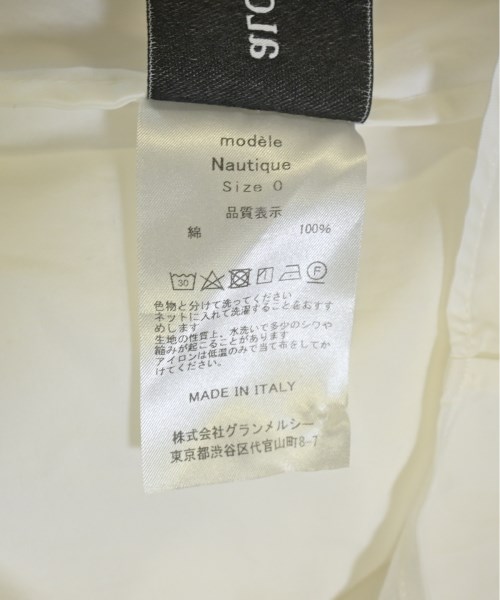 modèle
Nautique
Size 0
品質表示
綿 100%
30 F
色物と分けて洗ってください
ネットに入れて洗濯することをおすす
めします
生地の性質上、水洗いで多少のシワや
縮みが起こることがあります
アイロンは低温のみで当て布をしてか
けてください。
MADE IN ITALY
株式会社グランメルシー
東京都渋谷区代官山町8-7